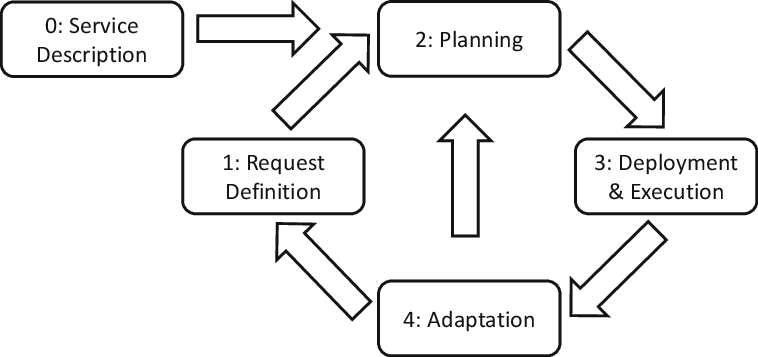 0: Service
Description
2: Planning
1: Request
Definition
3: Deployment
& Execution
4: Adaptation